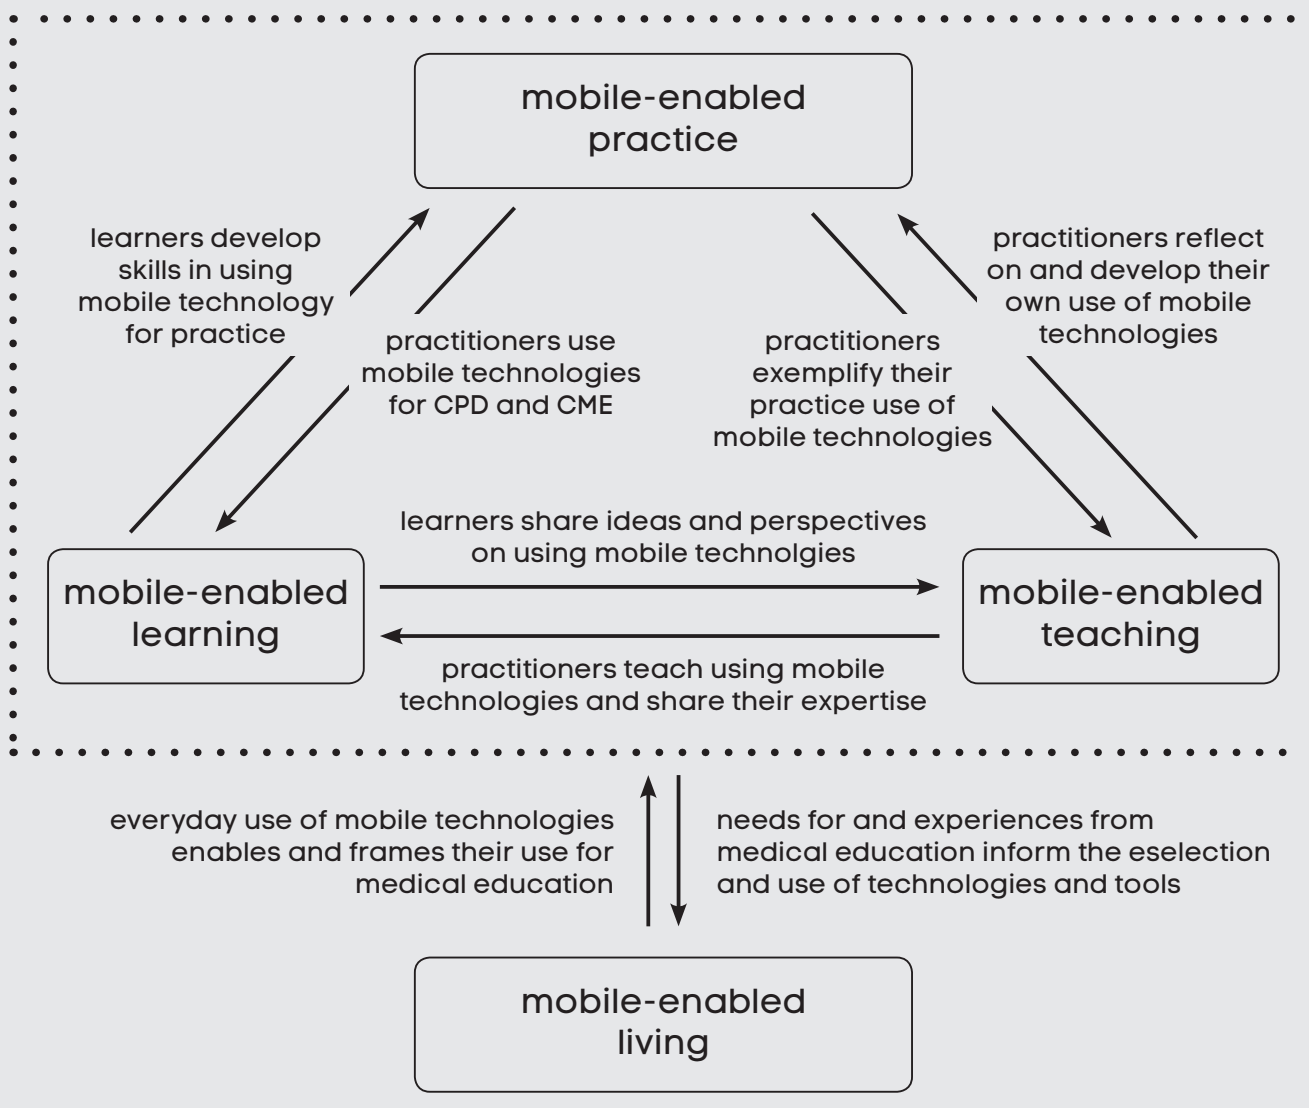 mobile-enabled
practice
learners develop
skills in using
mobile technology
for practice
practitioners use
mobile technologies
for CPD and CME
practitioners
exemplify their
practice use of
mobile technologies
practitioners reflect
on and develop their
own use of mobile
technologies
learners share ideas and perspectives
on using mobile technolgies
mobile-enabled
learning
mobile-enabled
teaching
practitioners teach using mobile
technologies and share their expertise
everyday use of mobile technologies
enables and frames their use for
medical education
needs for and experiences from
medical education inform the eselection
and use of technologies and tools
mobile-enabled
living